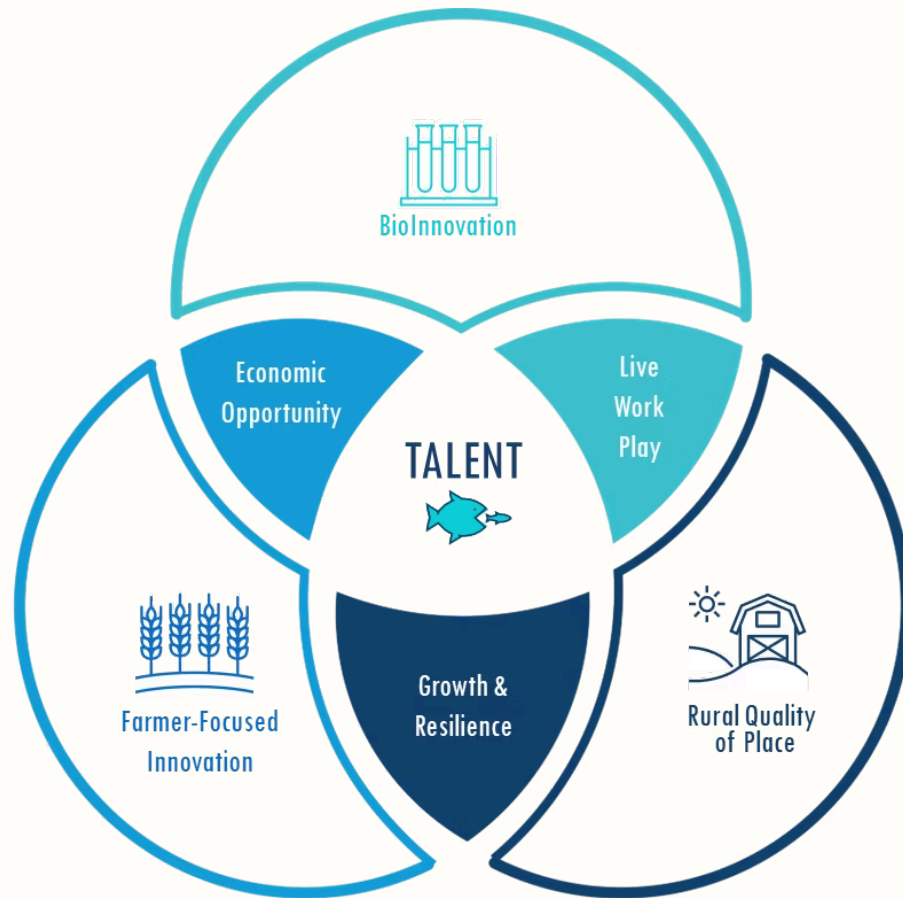 BioInnovation
Economic
Opportunity
Live
Work
Play
TALENT
Growth &
Resilience
Farmer-Focused
Innovation
Rural Quality
of Place